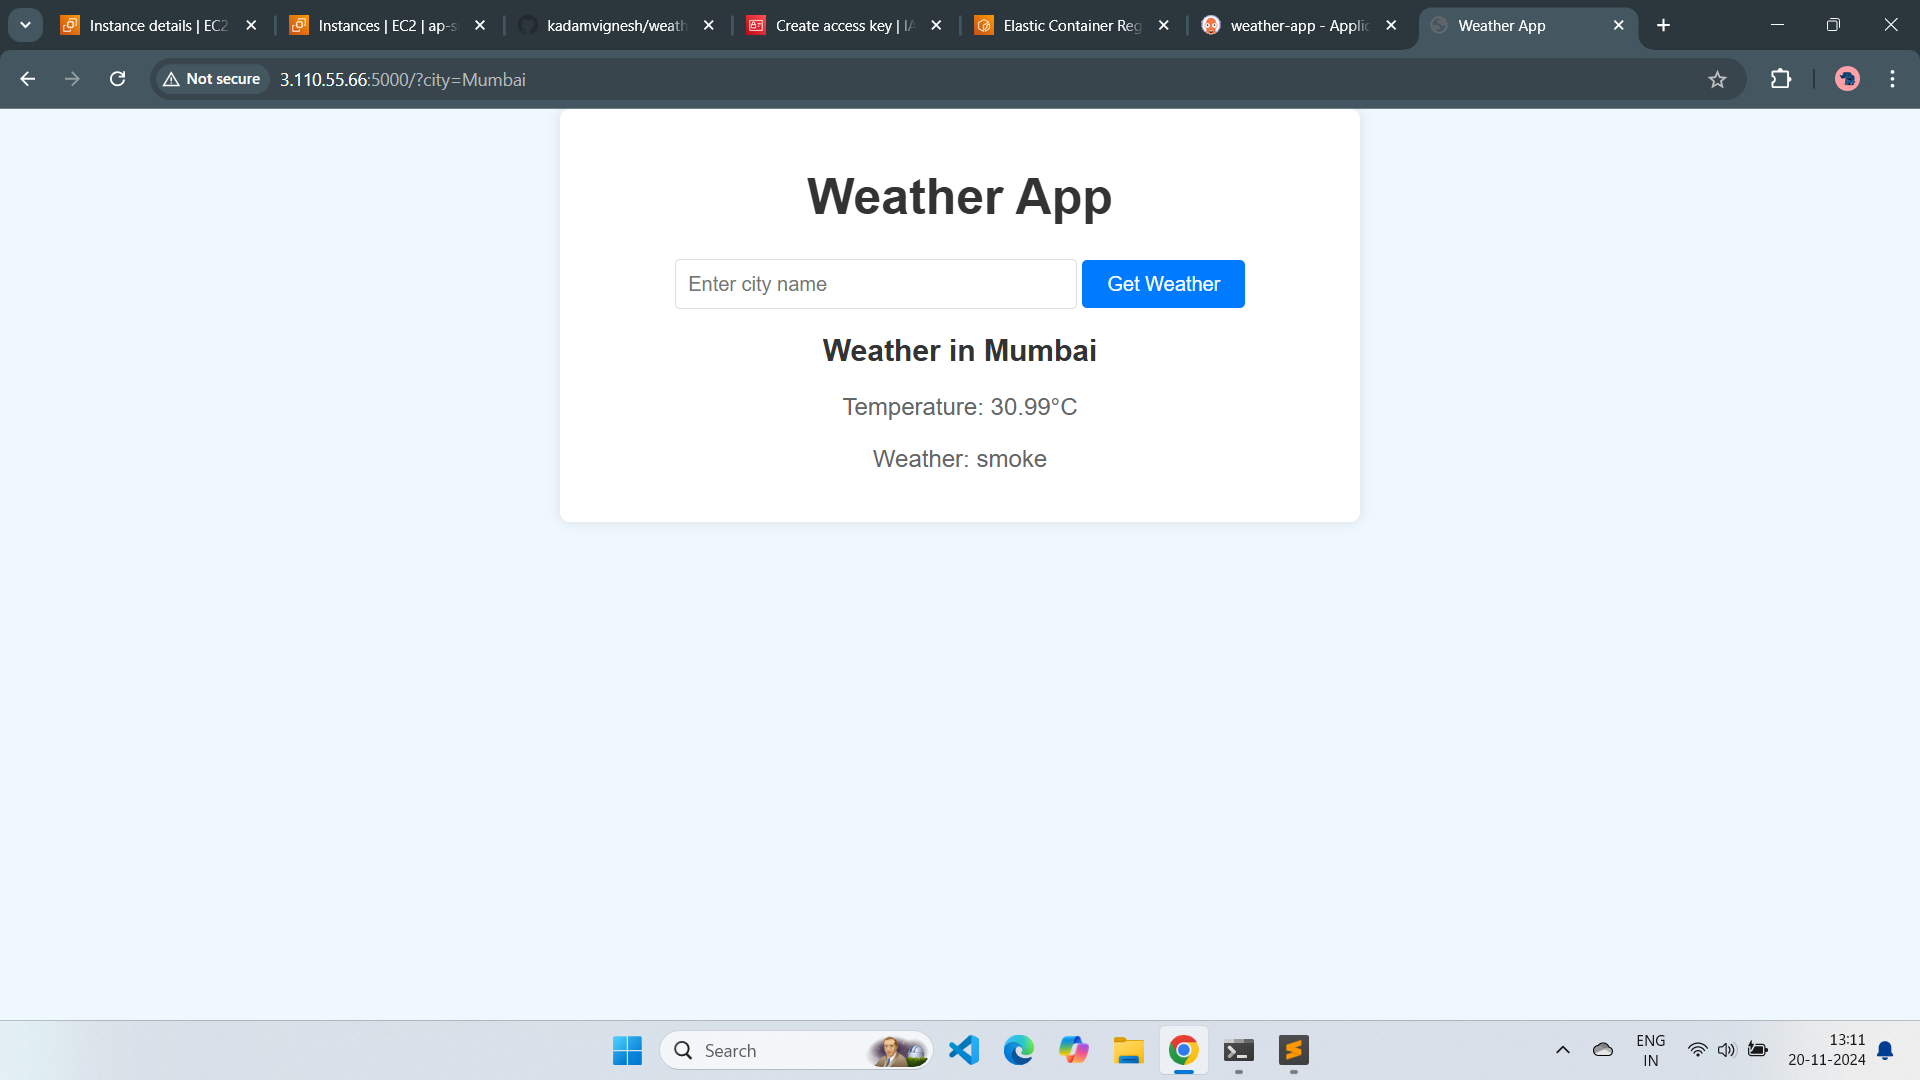 Instance details | EC2
Instances | EC2 | ap-s
kadamvignesh/weath
Create access key | IA
Elastic Container Reg
weather-app - Applic
Weather App
Not secure
3.110.55.66:5000/?city=Mumbai
Weather App
Enter city name
Get Weather
Weather in Mumbai
Temperature: 30.99°C
Weather: smoke
Search
ENG
IN
13:11
20-11-2024